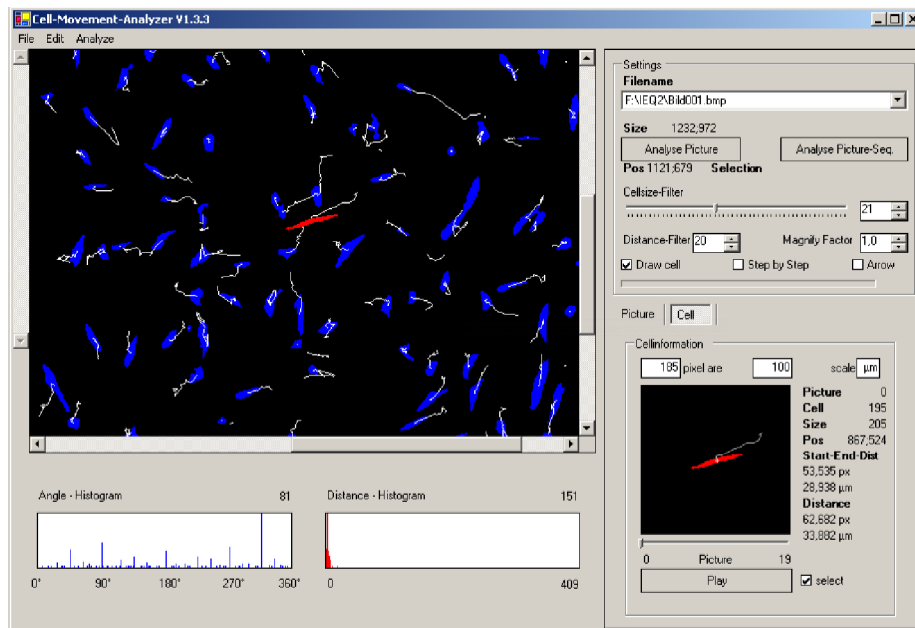 Cell-Movement-Analyzer V1.3.3
File Edit Analyze
Settings
Filename
F:\IEQ2\Bild001.bmp
Size 1232,972
Analyse Picture Analyse Picture-Seq.
Pos 1121,679 Selection
Cellsize-Filter
21
Distance-Filter 20 Magnify Factor 1,0
Draw cell Step by Step Arrow
Picture Cell
Cellinformation
185 pixel are 100 scale µm
Picture 0
Cell 195
Size 205
Pos 867,524
Start-End-Dist
53,535 px
28,938 µm
Distance
62,682 px
33,882 µm
0 Picture 19
Play select
Angle - Histogram 81
0° 90° 180° 270° 360°
Distance - Histogram 151
0 409